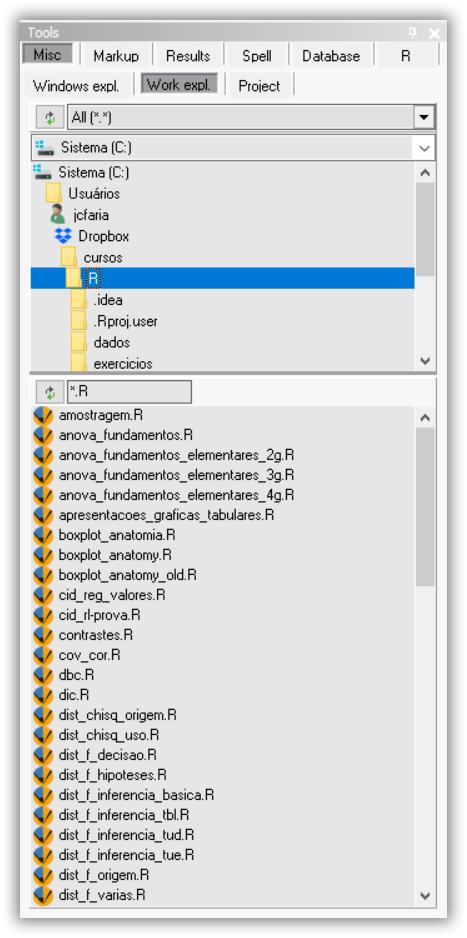 Tools
Misc Markup Results Spell Database R
Windows expl. Work expl. Project
All (*.*)
Sistema (C:)
Sistema (C:)
Usuários
jcfaria
Dropbox
cursos
R
.idea
.Rproj.user
dados
exercicios
*.R
amostragem.R
anova_fundamentos.R
anova_fundamentos_elementares_2g.R
anova_fundamentos_elementares_3g.R
anova_fundamentos_elementares_4g.R
apresentacoes_graficas_tabulares.R
boxplot_anatomia.R
boxplot_anatomy.R
boxplot_anatomy_old.R
cid_reg_valores.R
cid_rl-prova.R
contrastes.R
cov_cor.R
dbc.R
dic.R
dist_chisq_origem.R
dist_chisq_uso.R
dist_f_decisao.R
dist_f_hipoteses.R
dist_f_inferencia_basica.R
dist_f_inferencia_tbl.R
dist_f_inferencia_tud.R
dist_f_inferencia_tue.R
dist_f_origem.R
dist_f_varias.R